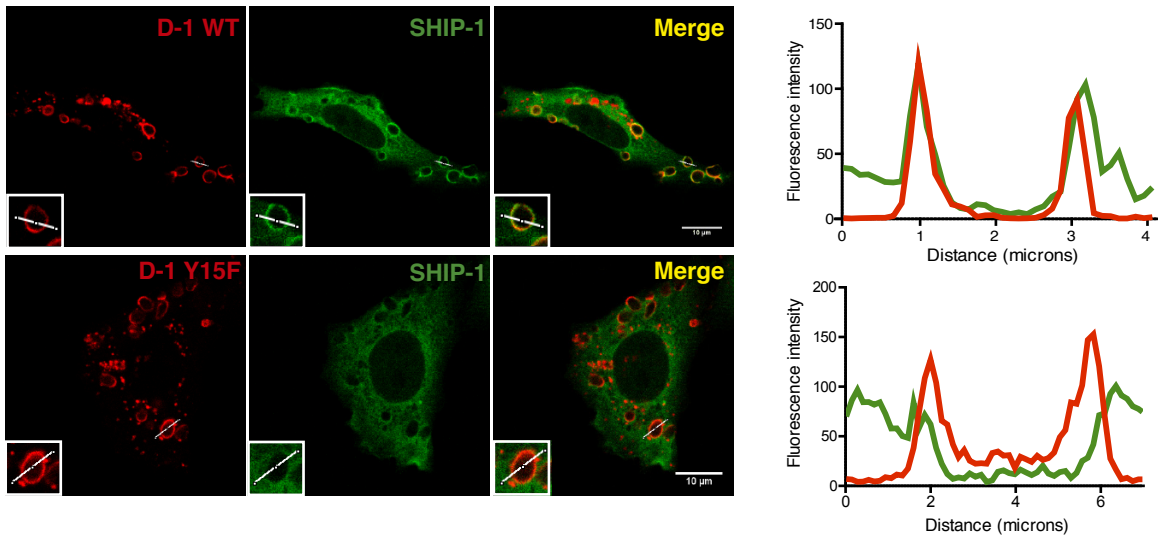 D-1 WT
SHIP-1
Merge
10 µm
D-1 Y15F
SHIP-1
Merge
10 µm
150
100
50
0
Fluorescence intensity
0 1 2 3 4
Distance (microns)
200
150
100
50
0
Fluorescence intensity
0 2 4 6
Distance (microns)